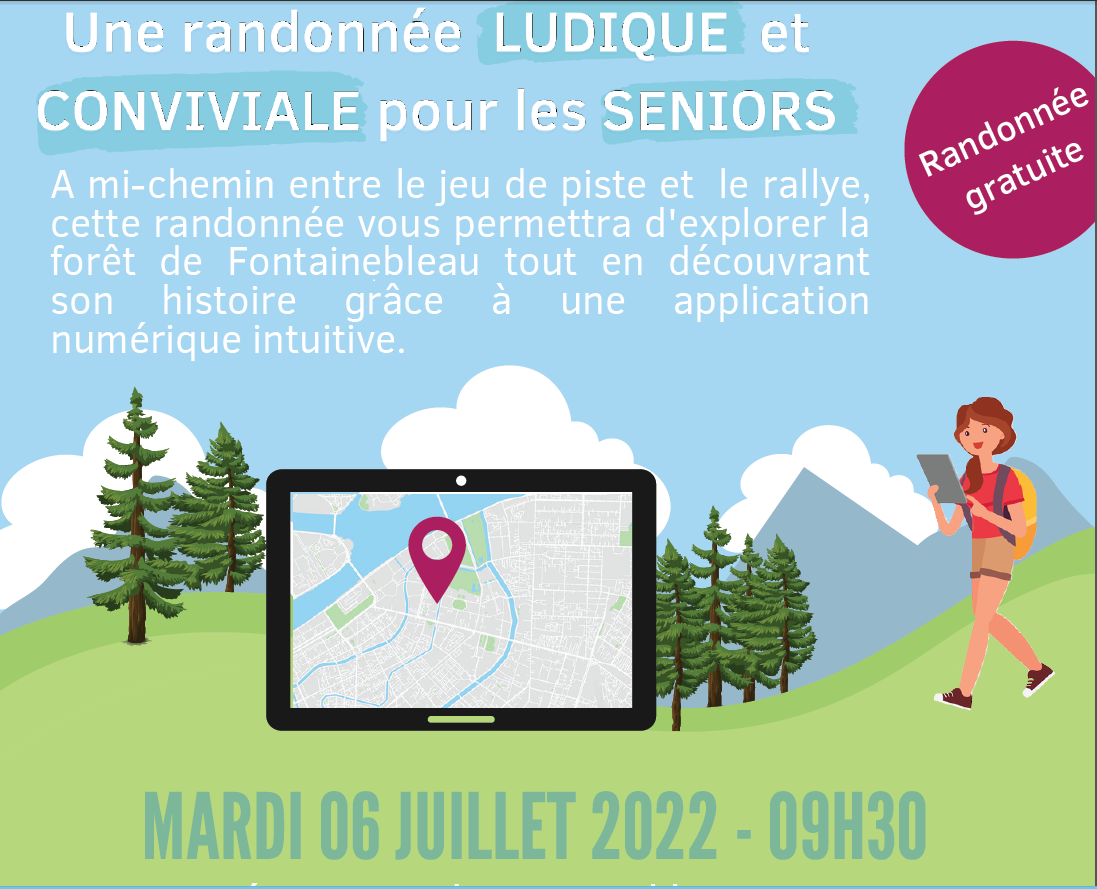 Une randonnée LUDIQUE et
CONVIVIALE pour les SENIORS
Randonnée
gratuite
A mi-chemin entre le jeu de piste et le rallye,
cette randonnée vous permettra d'explorer la
forêt de Fontainebleau tout en découvrant
son histoire grâce à une application
numérique intuitive.
MARDI 06 JUILLET 2022 - 09H30